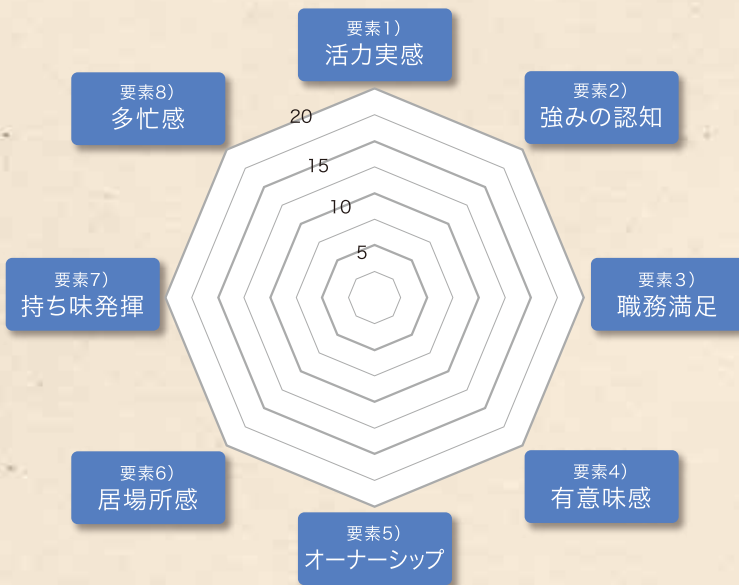 要素1)
活力実感
要素2)
強みの認知
要素3)
職務満足
要素4)
有意味感
要素5)
オーナーシップ
要素6)
居場所感
要素7)
持ち味発揮
要素8)
多忙感
20
15
10
5